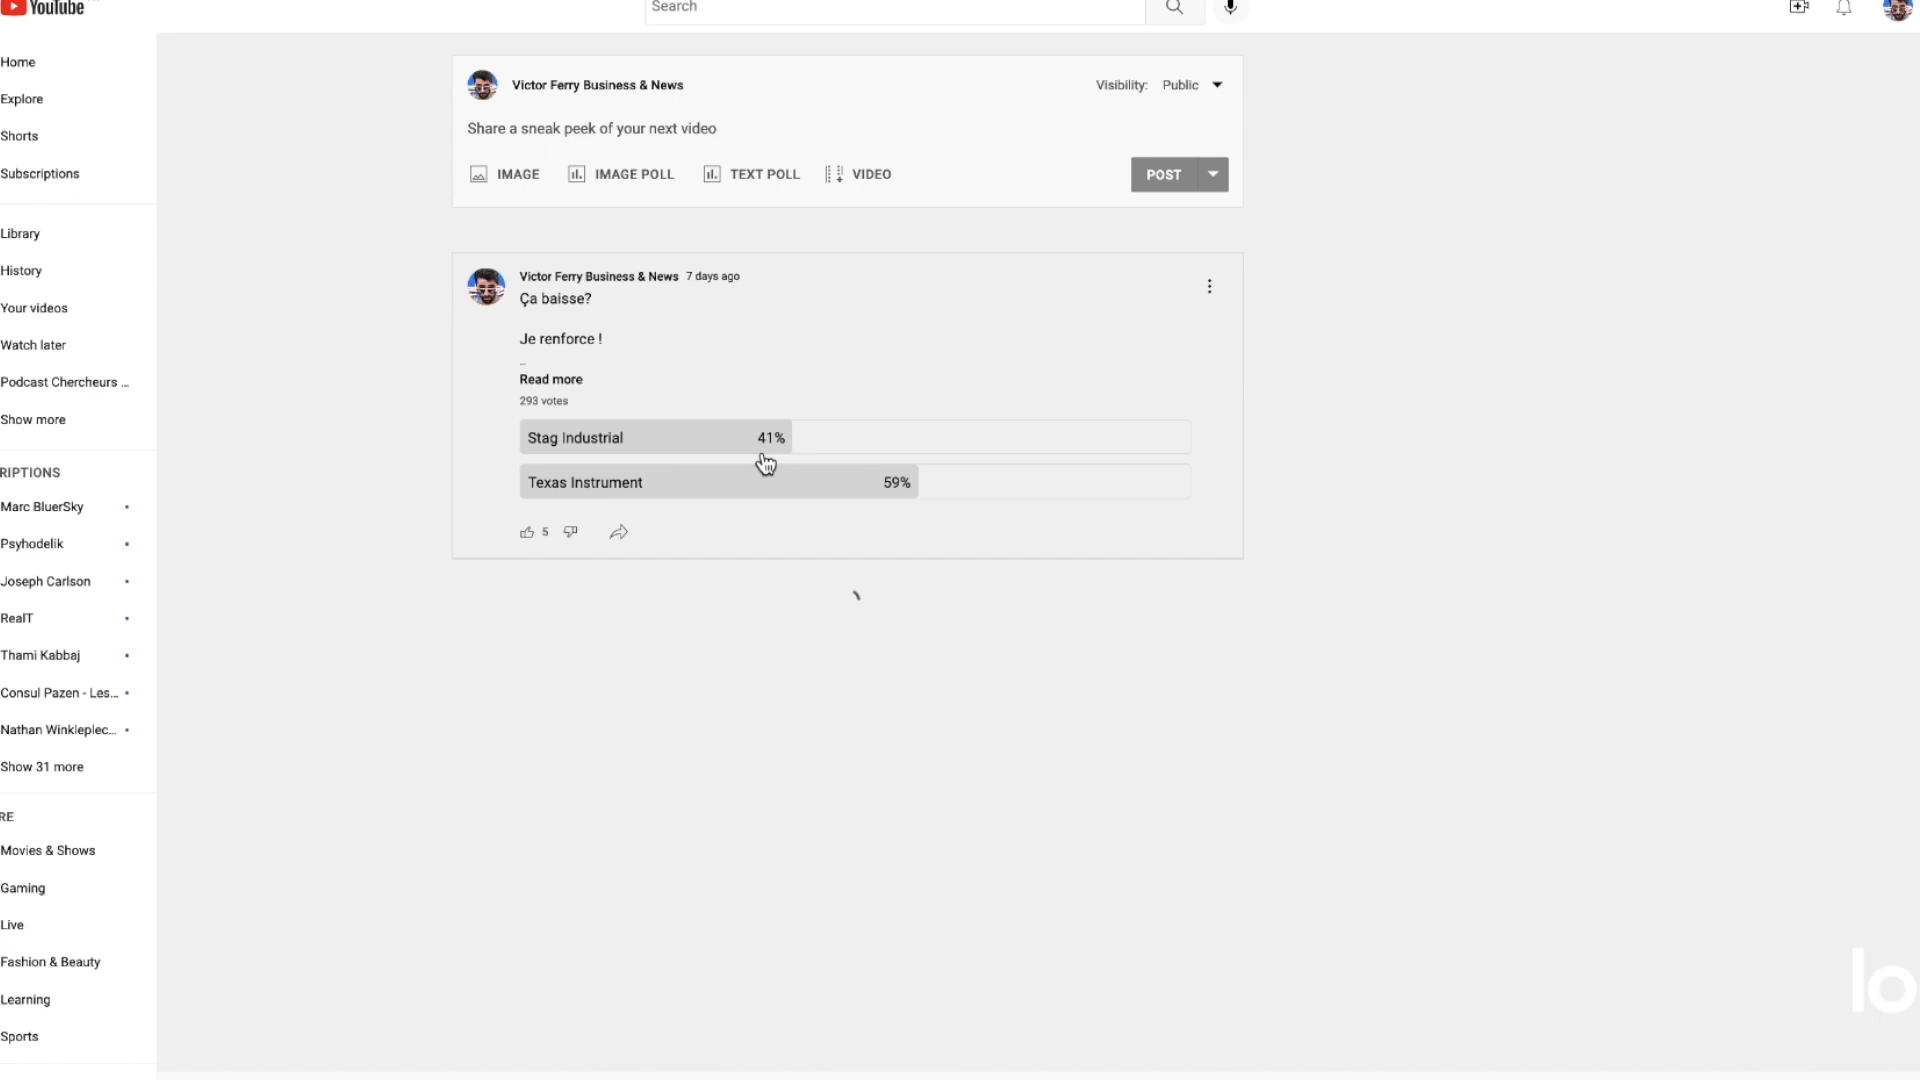 YouTube
Search
Home
Explore
Shorts
Subscriptions
Library
History
Your videos
Watch later
Podcast Chercheurs ...
Show more
RIPTIONS
Marc BluerSky
Psyhodelik
Joseph Carlson
RealT
Thami Kabbaj
Consul Pazen - Les...
Nathan Winkleplec...
Show 31 more
RE
Movies & Shows
Gaming
Live
Fashion & Beauty
Learning
Sports
Victor Ferry Business & News
Visibility: Public
Share a sneak peek of your next video
IMAGE IMAGE POLL TEXT POLL VIDEO POST
Victor Ferry Business & News 7 days ago
Ça baisse?
Je renforce !
...
Read more
293 votes
Stag Industrial 41%
Texas Instrument 59%
5
lo